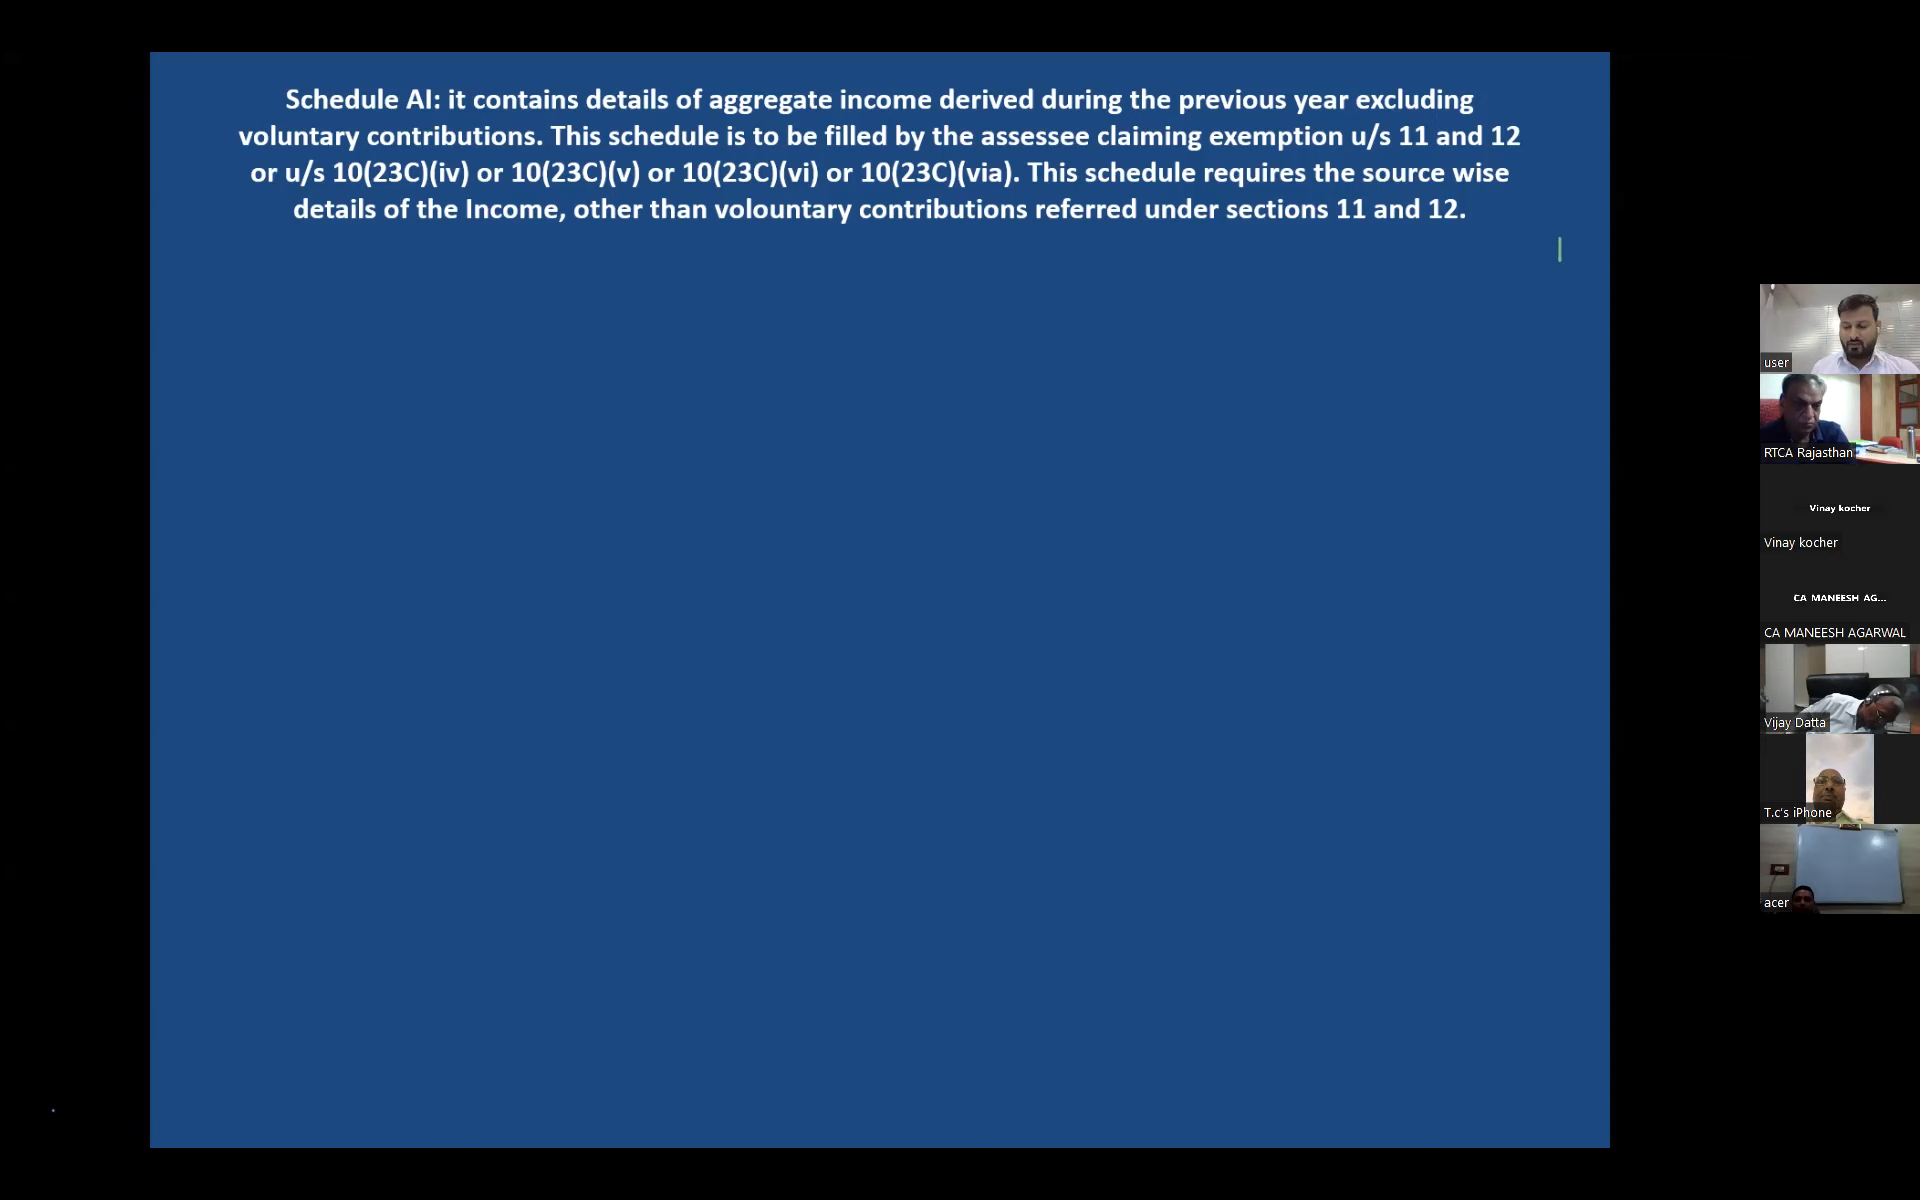 Schedule AI: it contains details of aggregate income derived during the previous year excluding
voluntary contributions. This schedule is to be filled by the assessee claiming exemption u/s 11 and 12
or u/s 10(23C)(iv) or 10(23C)(v) or 10(23C)(vi) or 10(23C)(via). This schedule requires the source wise
details of the Income, other than volountary contributions referred under sections 11 and 12.
user
RTCA Rajasthan
Vinay kocher
Vinay kocher
CA MANEESH AG...
CA MANEESH AGARWAL
Vijay Datta
T.c's iPhone
acer